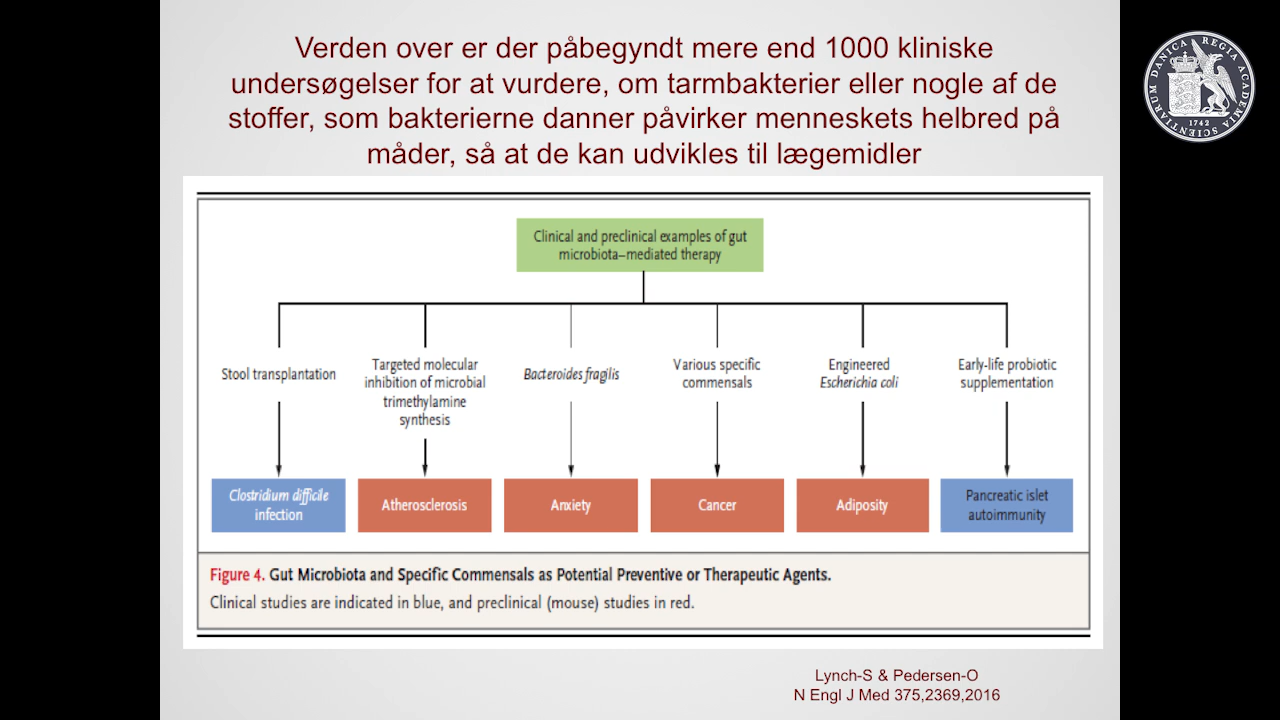 Verden over er der påbegyndt mere end 1000 kliniske
undersøgelser for at vurdere, om tarmbakterier eller nogle af de
stoffer, som bakterierne danner påvirker menneskets helbred på
måder, så at de kan udvikles til lægemidler
REGIA ACADEMIA SCIENTIARUM DANICA
1742
Clinical and preclinical examples of gut
microbiota–mediated therapy
Stool transplantation
Targeted molecular
inhibition of microbial
trimethylamine
synthesis
Bacteroides fragilis
Various specific
commensals
Engineered
Escherichia coli
Early-life probiotic
supplementation
Clostridium difficile
infection
Atherosclerosis
Anxiety
Cancer
Adiposity
Pancreatic islet
autoimmunity
Figure 4. Gut Microbiota and Specific Commensals as Potential Preventive or Therapeutic Agents.
Clinical studies are indicated in blue, and preclinical (mouse) studies in red.
Lynch-S & Pedersen-O
N Engl J Med 375,2369,2016